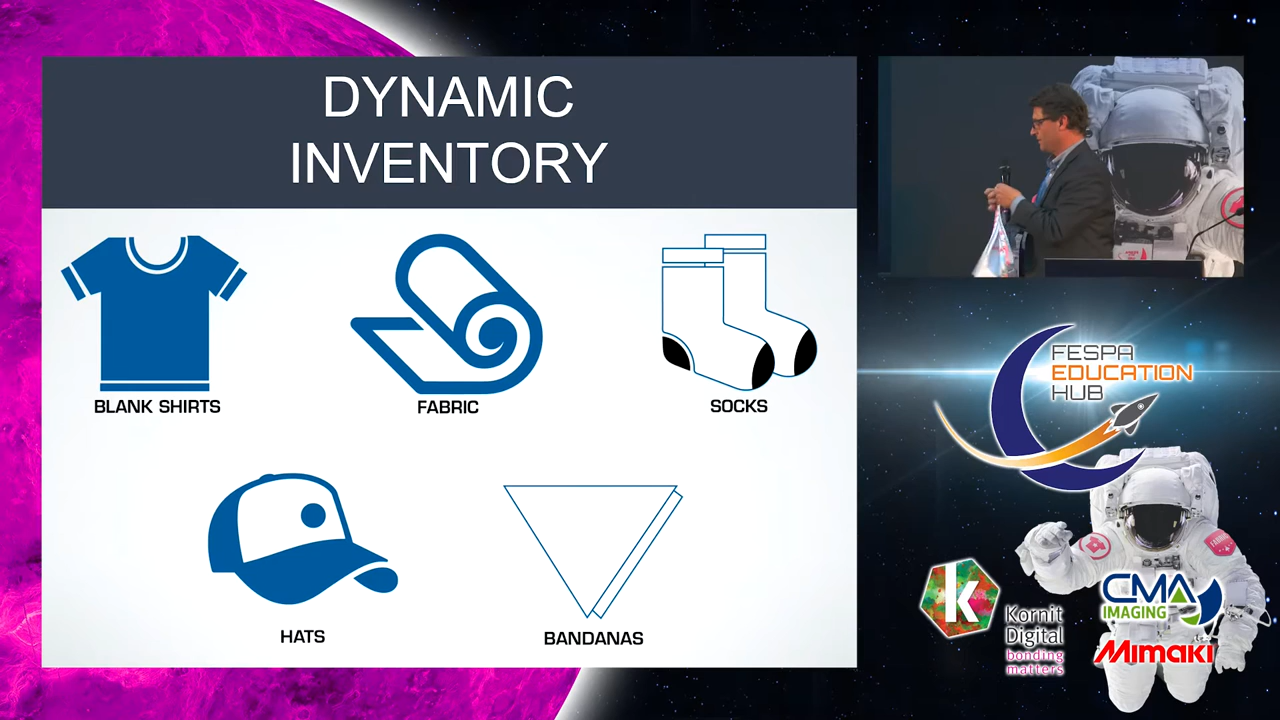 DYNAMIC
INVENTORY
BLANK SHIRTS
FABRIC
SOCKS
HATS
BANDANAS
FESPA
EDUCATION
HUB
k
Kornit
Digital
bonding
matters
CMA
IMAGING
Mimaki